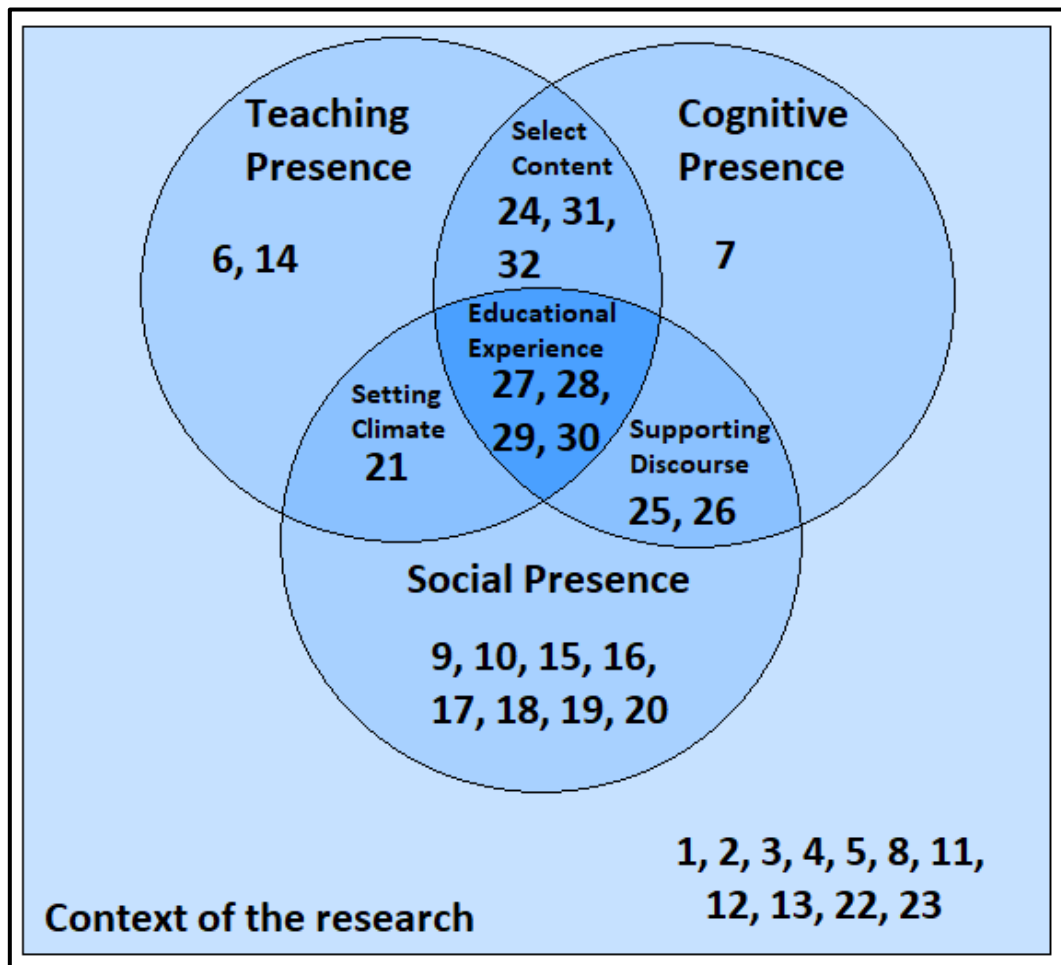 Teaching
Presence
6, 14
Select
Content
24, 31,
32
Cognitive
Presence
7
Educational
Experience
27, 28,
29, 30
Setting
Climate
21
Supporting
Discourse
25, 26
Social Presence
9, 10, 15, 16,
17, 18, 19, 20
1, 2, 3, 4, 5, 8, 11,
12, 13, 22, 23
Context of the research